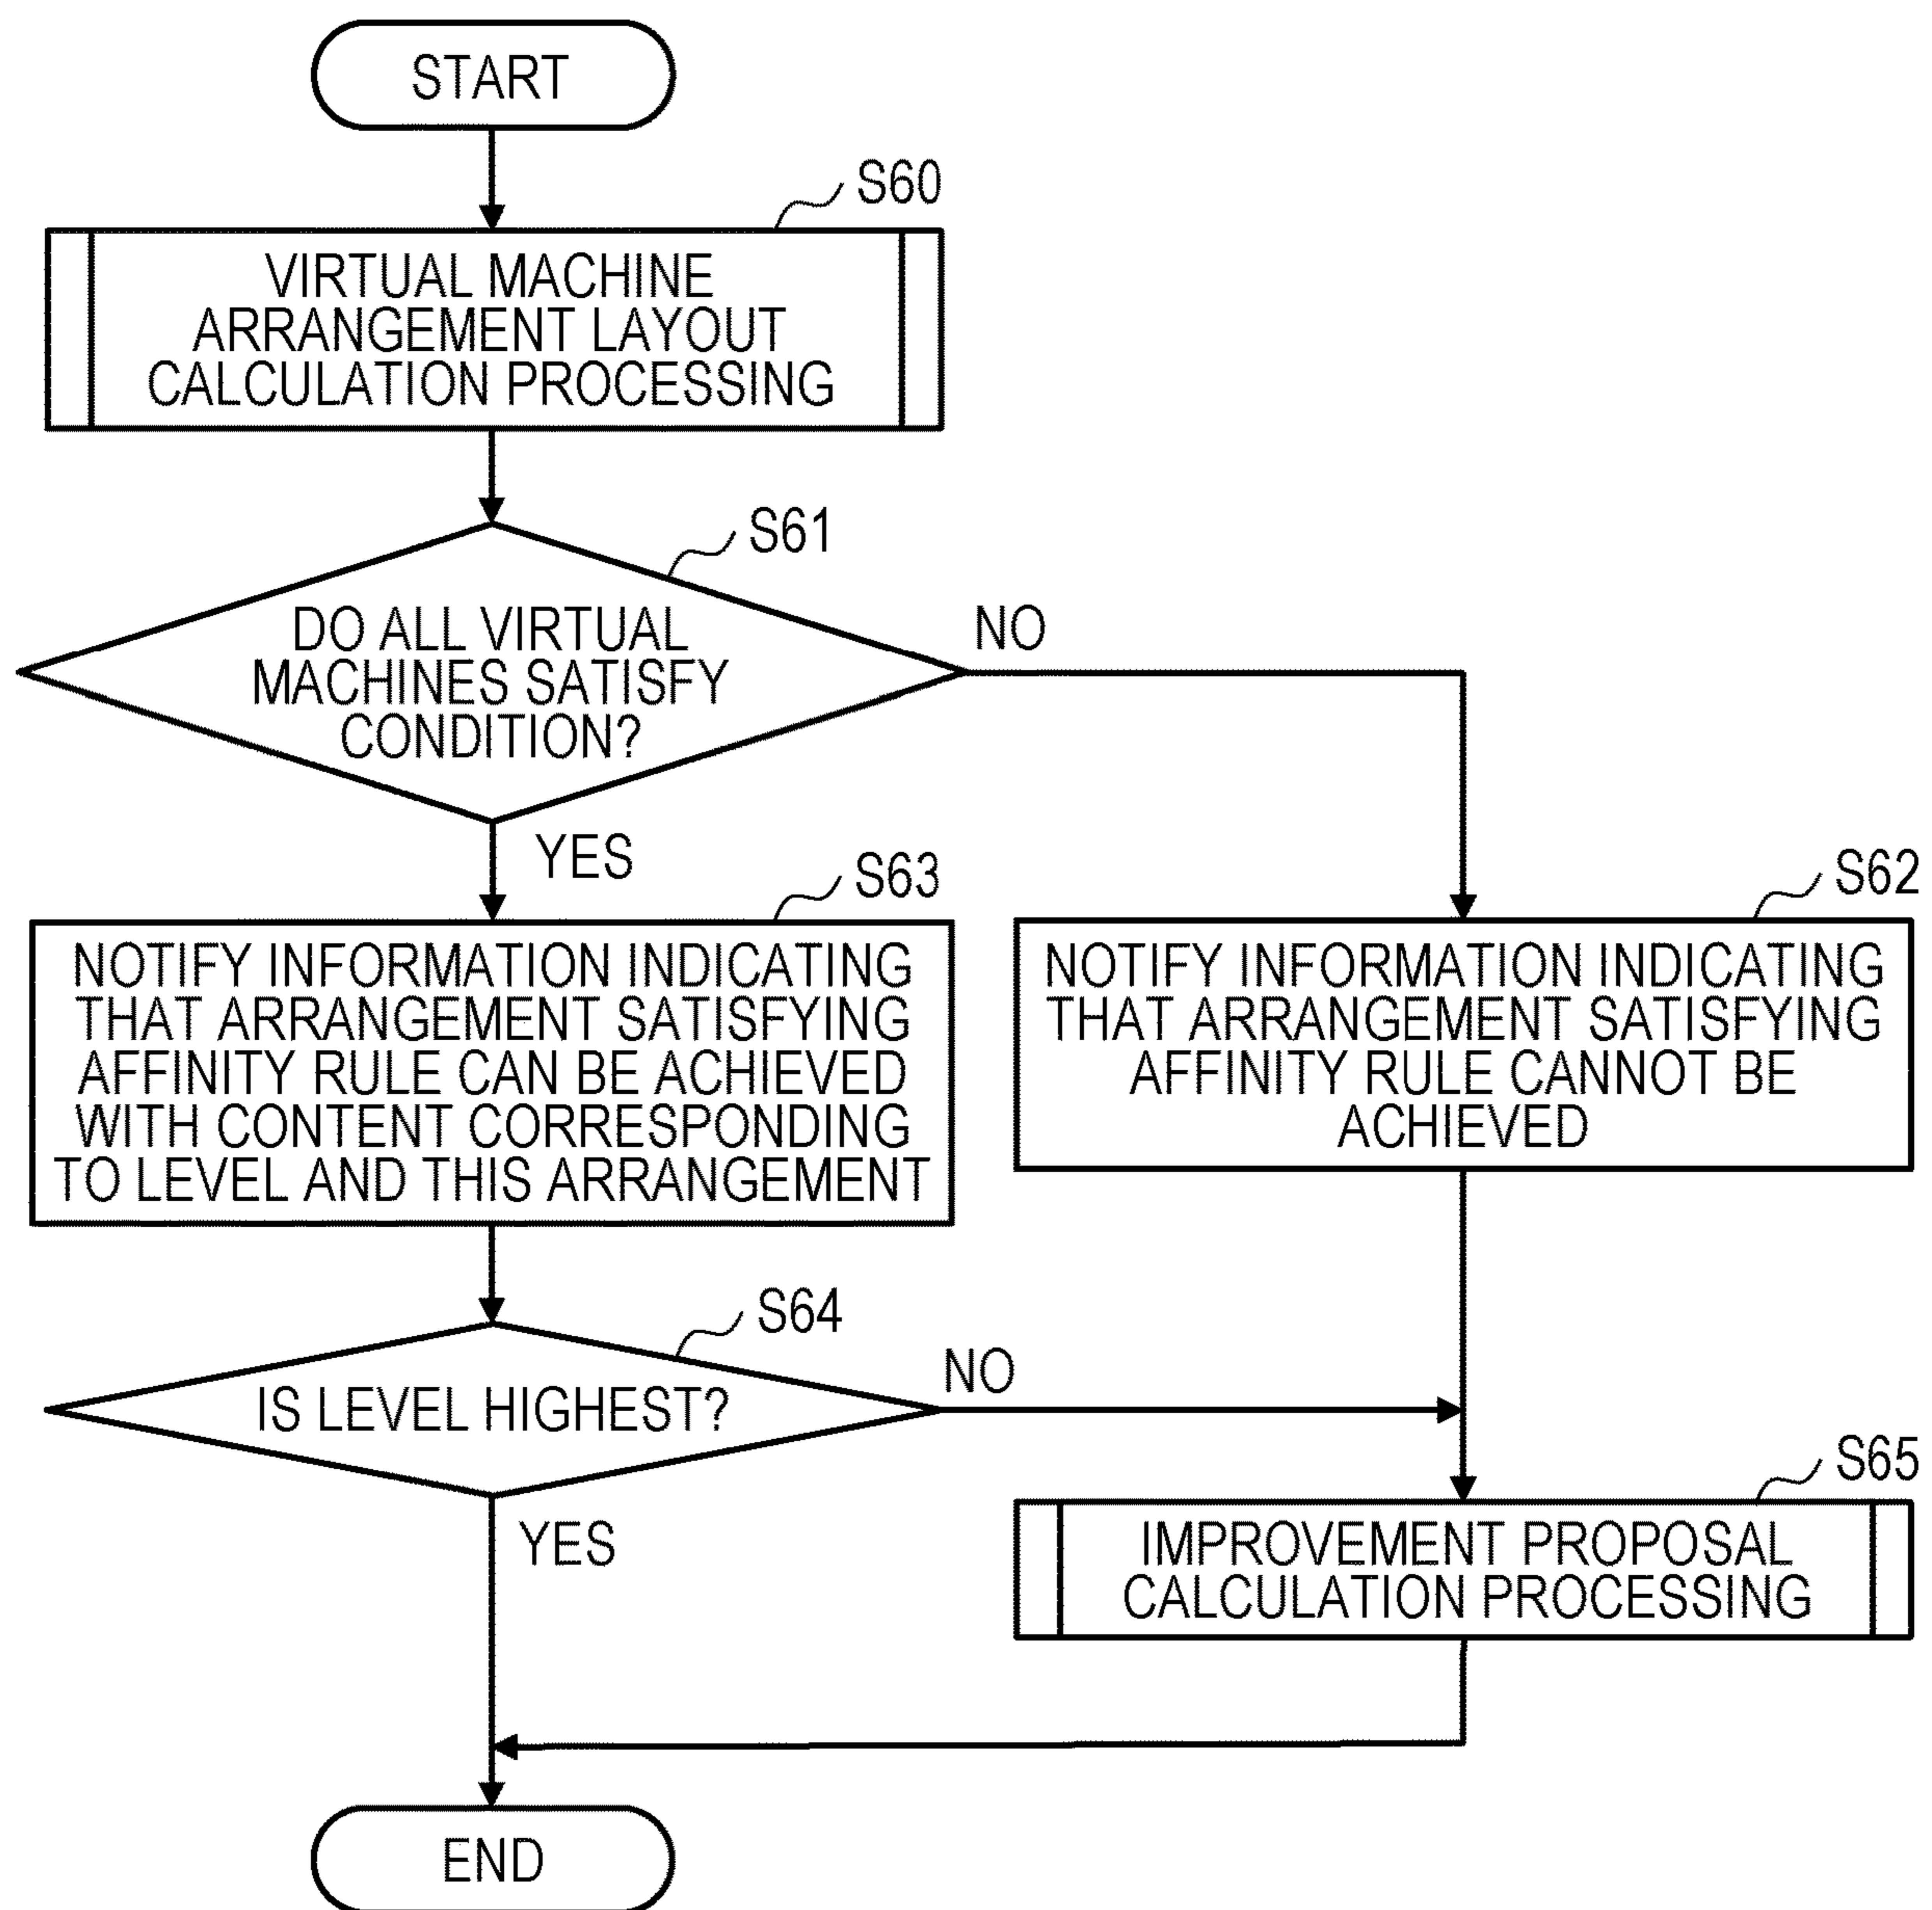 START
S60
VIRTUAL MACHINE
ARRANGEMENT LAYOUT
CALCULATION PROCESSING
S61
DO ALL VIRTUAL
MACHINES SATISFY
CONDITION?
NO
YES
S63
NOTIFY INFORMATION INDICATING
THAT ARRANGEMENT SATISFYING
AFFINITY RULE CAN BE ACHIEVED
WITH CONTENT CORRESPONDING
TO LEVEL AND THIS ARRANGEMENT
S62
NOTIFY INFORMATION INDICATING
THAT ARRANGEMENT SATISFYING
AFFINITY RULE CANNOT BE
ACHIEVED
S64
IS LEVEL HIGHEST?
NO
YES
S65
IMPROVEMENT PROPOSAL
CALCULATION PROCESSING
END